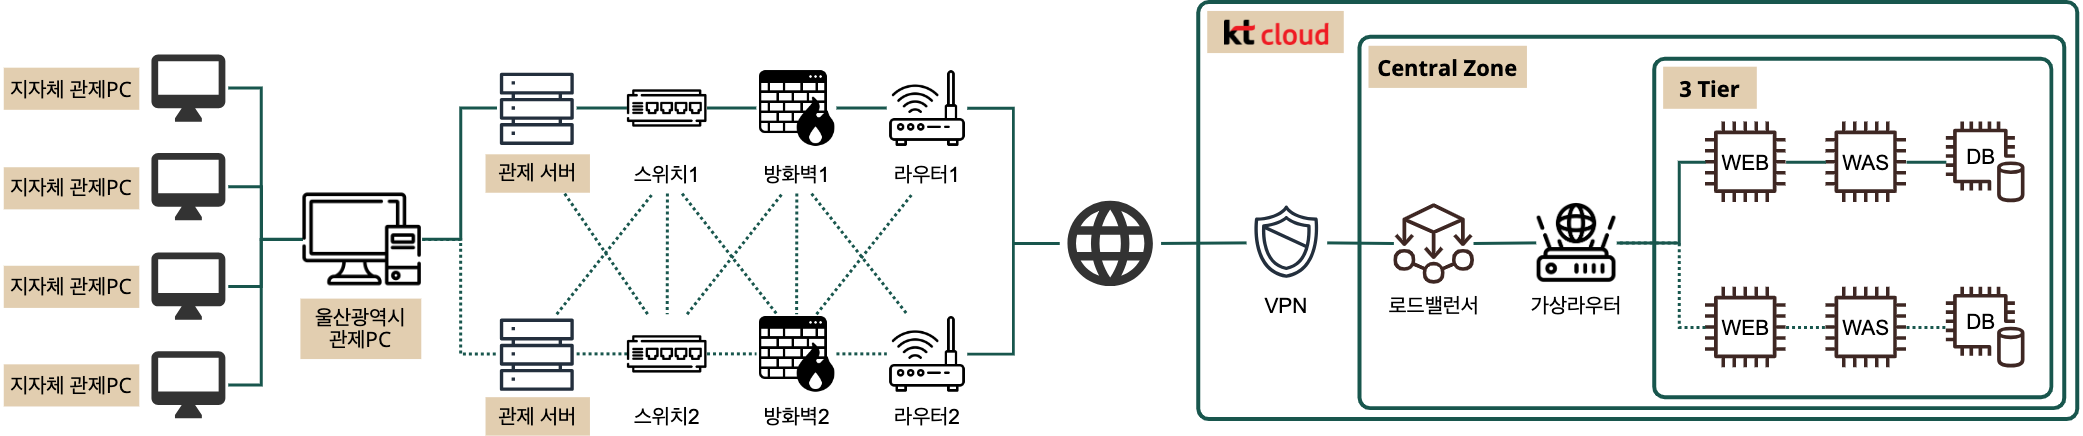 지자체 관제PC
지자체 관제PC
지자체 관제PC
지자체 관제PC
울산광역시
관제PC
관제 서버
스위치1
방화벽1
라우터1
관제 서버
스위치2
방화벽2
라우터2
kt cloud
Central Zone
3 Tier
VPN
로드밸런서
가상라우터
WEB
WAS
DB
WEB
WAS
DB